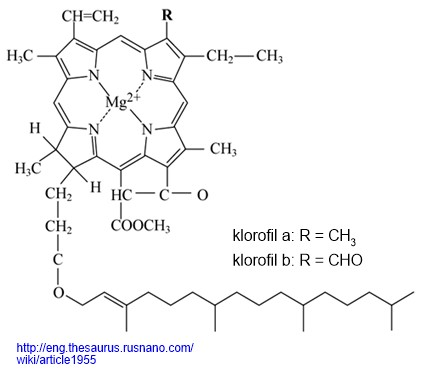 CH=CH₂ R
H₃C CH₂—CH₃
N N
Mg²⁺
H N N
H₃C CH₃
H
CH₂ HC—C—O
CH₂ COOCH₃
C
O
klorofil a: R = CH₃
klorofil b: R = CHO
http://eng.thesaurus.rusnano.com/
wiki/article1955